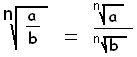 ⁿ√(a/b) = ⁿ√a / ⁿ√b